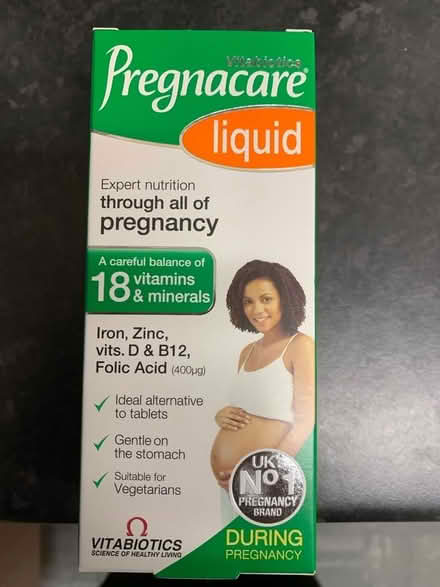 Vitabiotics
Pregnacare®
liquid
Expert nutrition
through all of
pregnancy
A careful balance of
18 vitamins
& minerals
Iron, Zinc,
vits. D & B12,
Folic Acid (400µg)
Ideal alternative
to tablets
Gentle on
the stomach
Suitable for
Vegetarians
UK's
Nº1
PREGNANCY
BRAND
VITABIOTICS
SCIENCE OF HEALTHY LIVING
DURING
PREGNANCY